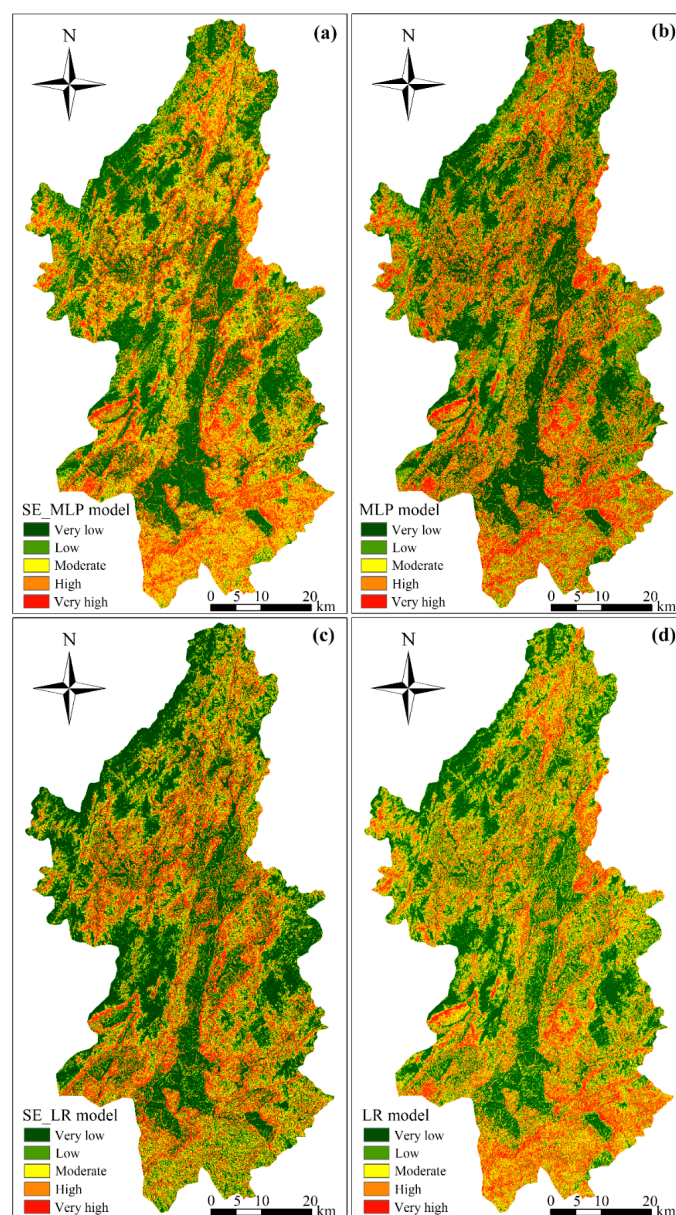 (a)
N
SE_MLP model
Very low
Low
Moderate
High
Very high
0 5 10 20
km
(b)
N
MLP model
Very low
Low
Moderate
High
Very high
0 5 10 20
km
(c)
N
SE_LR model
Very low
Low
Moderate
High
Very high
0 5 10 20
km
(d)
N
LR model
Very low
Low
Moderate
High
Very high
0 5 10 20
km